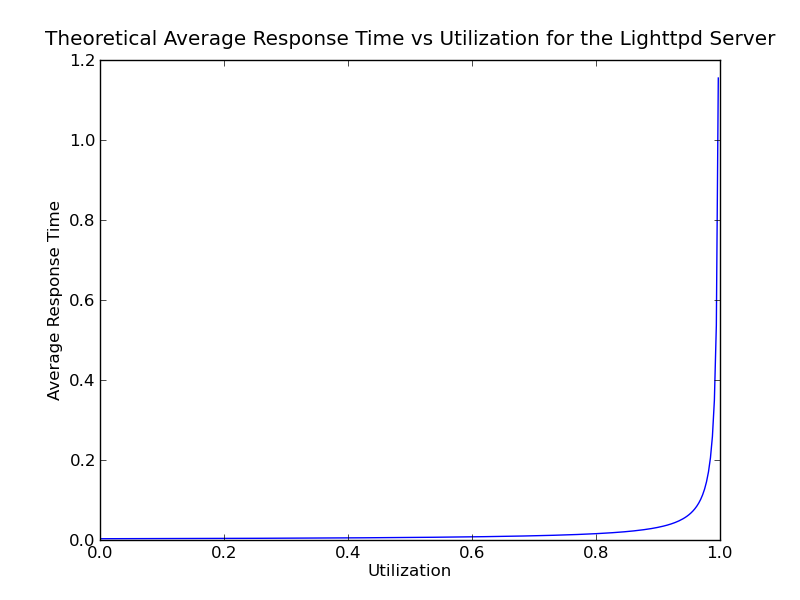 Theoretical Average Response Time vs Utilization for the Lighttpd Server
1.2
1.0
0.8
0.6
0.4
0.2
0.0
Average Response Time
0.0 0.2 0.4 0.6 0.8 1.0
Utilization